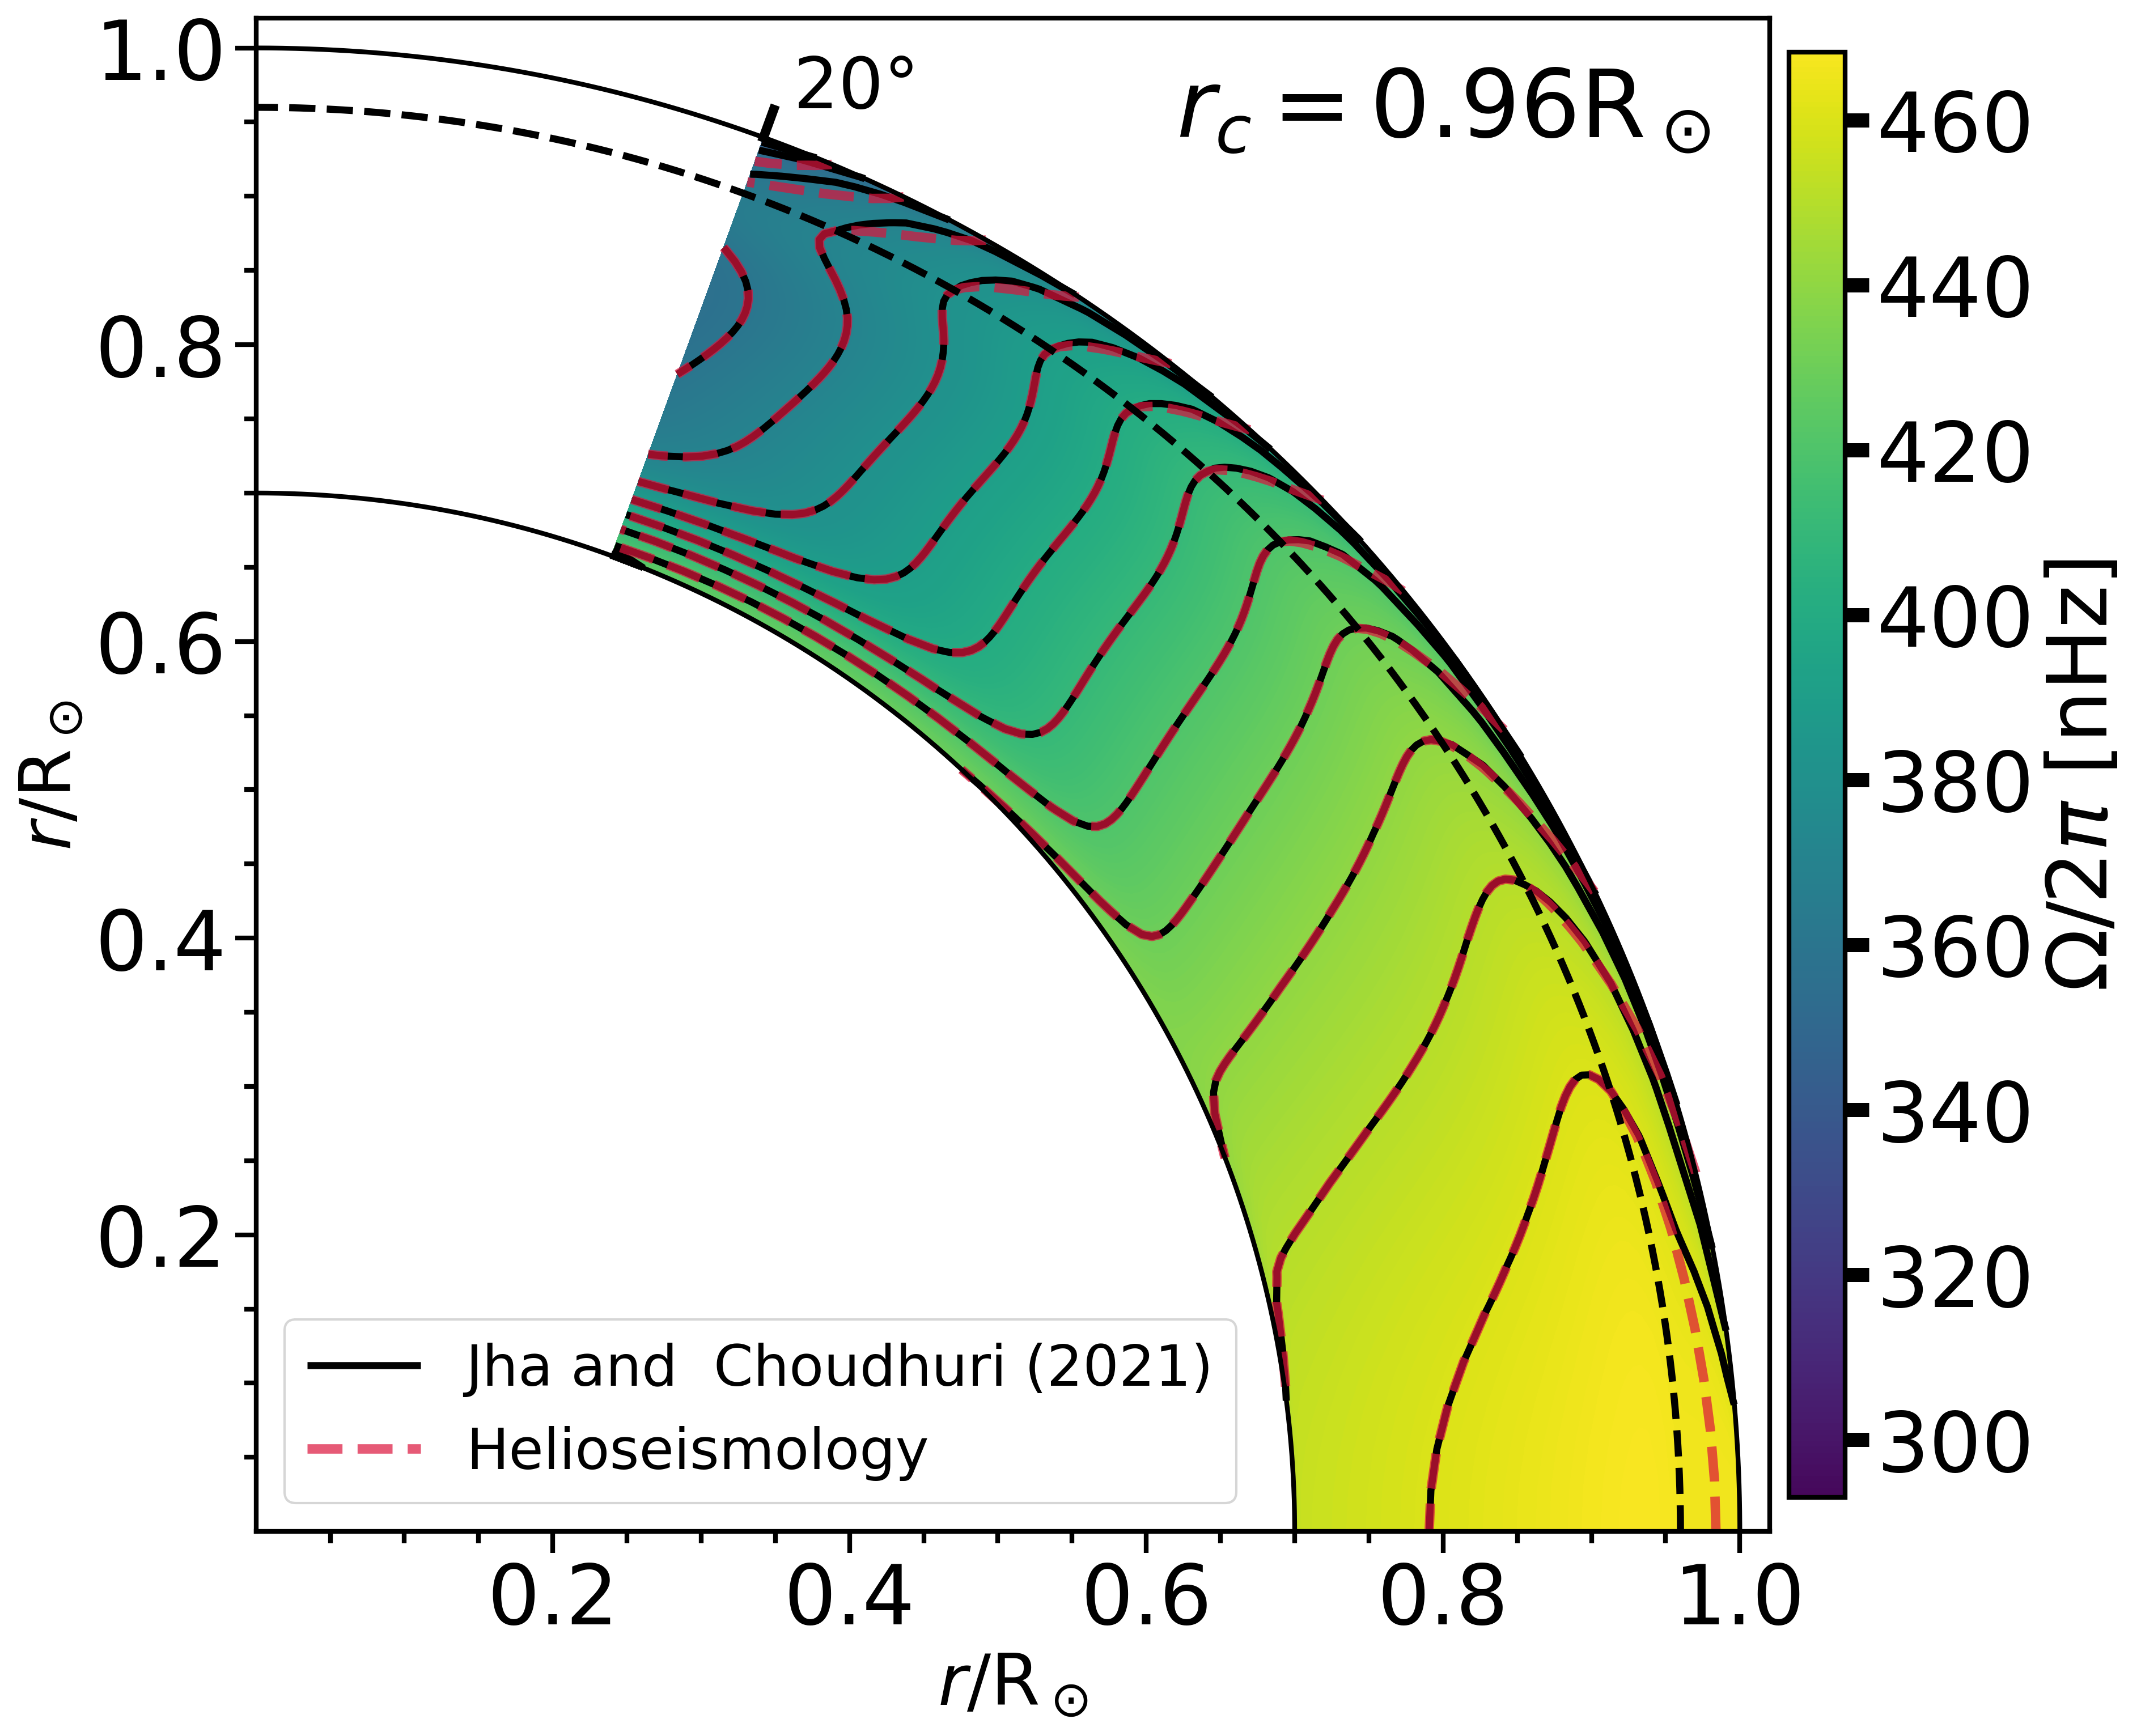 1.0
0.8
0.6
0.4
0.2
r/R⊙
20°
r_c = 0.96R⊙
Jha and Choudhuri (2021)
Helioseismology
0.2 0.4 0.6 0.8 1.0
r/R⊙
460
440
420
400
380
360
340
320
300
Ω/2π [nHz]